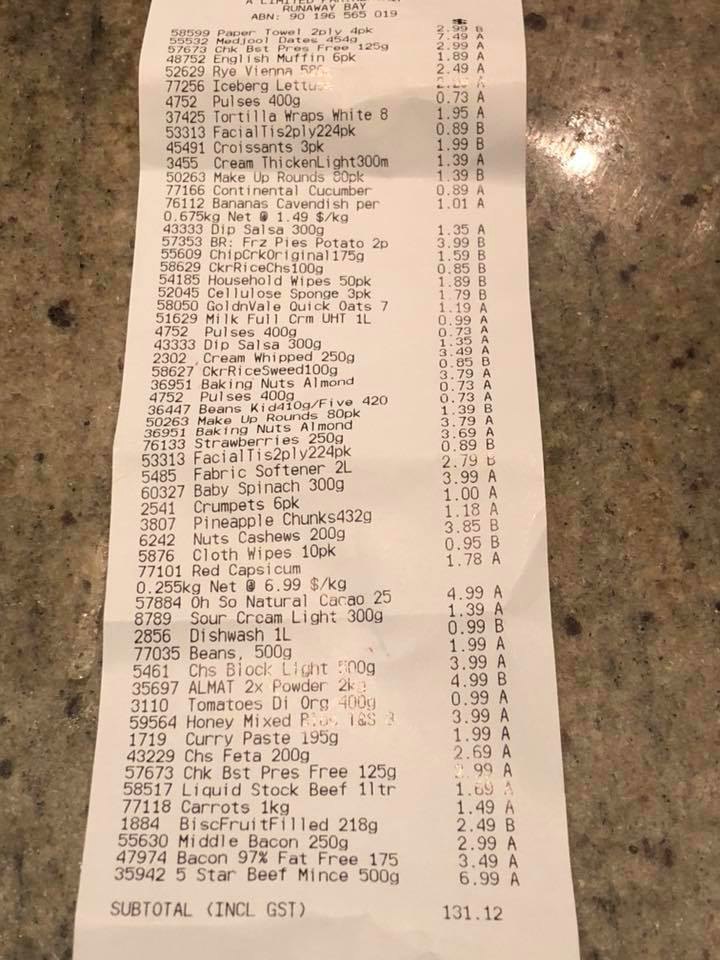 RUNAWAY BAY
ABN: 90 196 565 019
58599 Paper Towel 2ply 4pk 2.99 B
55532 Medjool Dates 454g 7.49 A
57673 Chk Bst Pres Free 125g 2.99 A
48752 English Muffin 6pk 1.89 A
52629 Rye Vienna 2.49 A
77256 Iceberg A
4752 Pulses 400g 0.73 A
37425 Tortilla Wraps White 8 1.95 A
53313 FacialTis2ply224pk 0.89 B
45491 Croissants 3pk 1.99 B
3455 Cream ThickenLight300m 1.39 A
50263 Make Up Rounds 80pk 1.39 B
77166 Continental Cucumber 0.89 A
76112 Bananas Cavendish per 1.01 A
0.675kg Net @ 1.49 $/kg
43333 Dip Salsa 300g 1.35 A
57353 BR: Frz Pies Potato 2p 3.99 B
55609 ChipCrkOriginal175g 1.59 B
58629 CkrRiceChs100g 0.85 B
54185 Household Wipes 50pk 1.89 B
52045 Cellulose Sponge 3pk 1.79 B
58050 GoldnVale Quick Oats 7 1.19 A
51629 Milk Full Crm UHT 1L 0.99 A
4752 Pulses 400g 0.73 A
43333 Dip Salsa 300g 1.35 A
2302 Cream Whipped 250g 3.49 A
58627 CkrRiceSweed100g 0.85 B
36951 Baking Nuts Almond 3.79 A
4752 Pulses 400g 0.73 A
36447 Beans Kid410g/Five 420 0.73 A
50263 Make Up Rounds 80pk 1.39 B
36951 Baking Nuts Almond 3.79 A
76133 Strawberries 250g 3.69 A
53313 FacialTis2ply224pk 0.89 B
5485 Fabric Softener 2L 2.79 B
60327 Baby Spinach 300g 3.99 A
2541 Crumpets 6pk 1.00 A
3807 Pineapple Chunks432g 1.18 A
6242 Nuts Cashews 200g 3.85 B
5876 Cloth Wipes 10pk 0.95 B
77101 Red Capsicum 1.78 A
0.255kg Net @ 6.99 $/kg
57884 Oh So Natural Cacao 25 4.99 A
8789 Sour Cream Light 300g 1.39 A
2856 Dishwash 1L 0.99 B
77035 Beans, 500g 1.99 A
5461 Chs Block Light 500g 3.99 A
35697 ALMAT 2x Powder 2kg 4.99 B
3110 Tomatoes Di Org 400g 0.99 A
59564 Honey Mixed 3.99 A
1719 Curry Paste 195g 1.99 A
43229 Chs Feta 200g 2.69 A
57673 Chk Bst Pres Free 125g 2.99 A
58517 Liquid Stock Beef 1ltr 1.69 A
77118 Carrots 1kg 1.49 A
1884 BiscFruitFilled 218g 2.49 B
55630 Middle Bacon 250g 2.99 A
47974 Bacon 97% Fat Free 175 3.49 A
35942 5 Star Beef Mince 500g 6.99 A
SUBTOTAL (INCL GST) 131.12